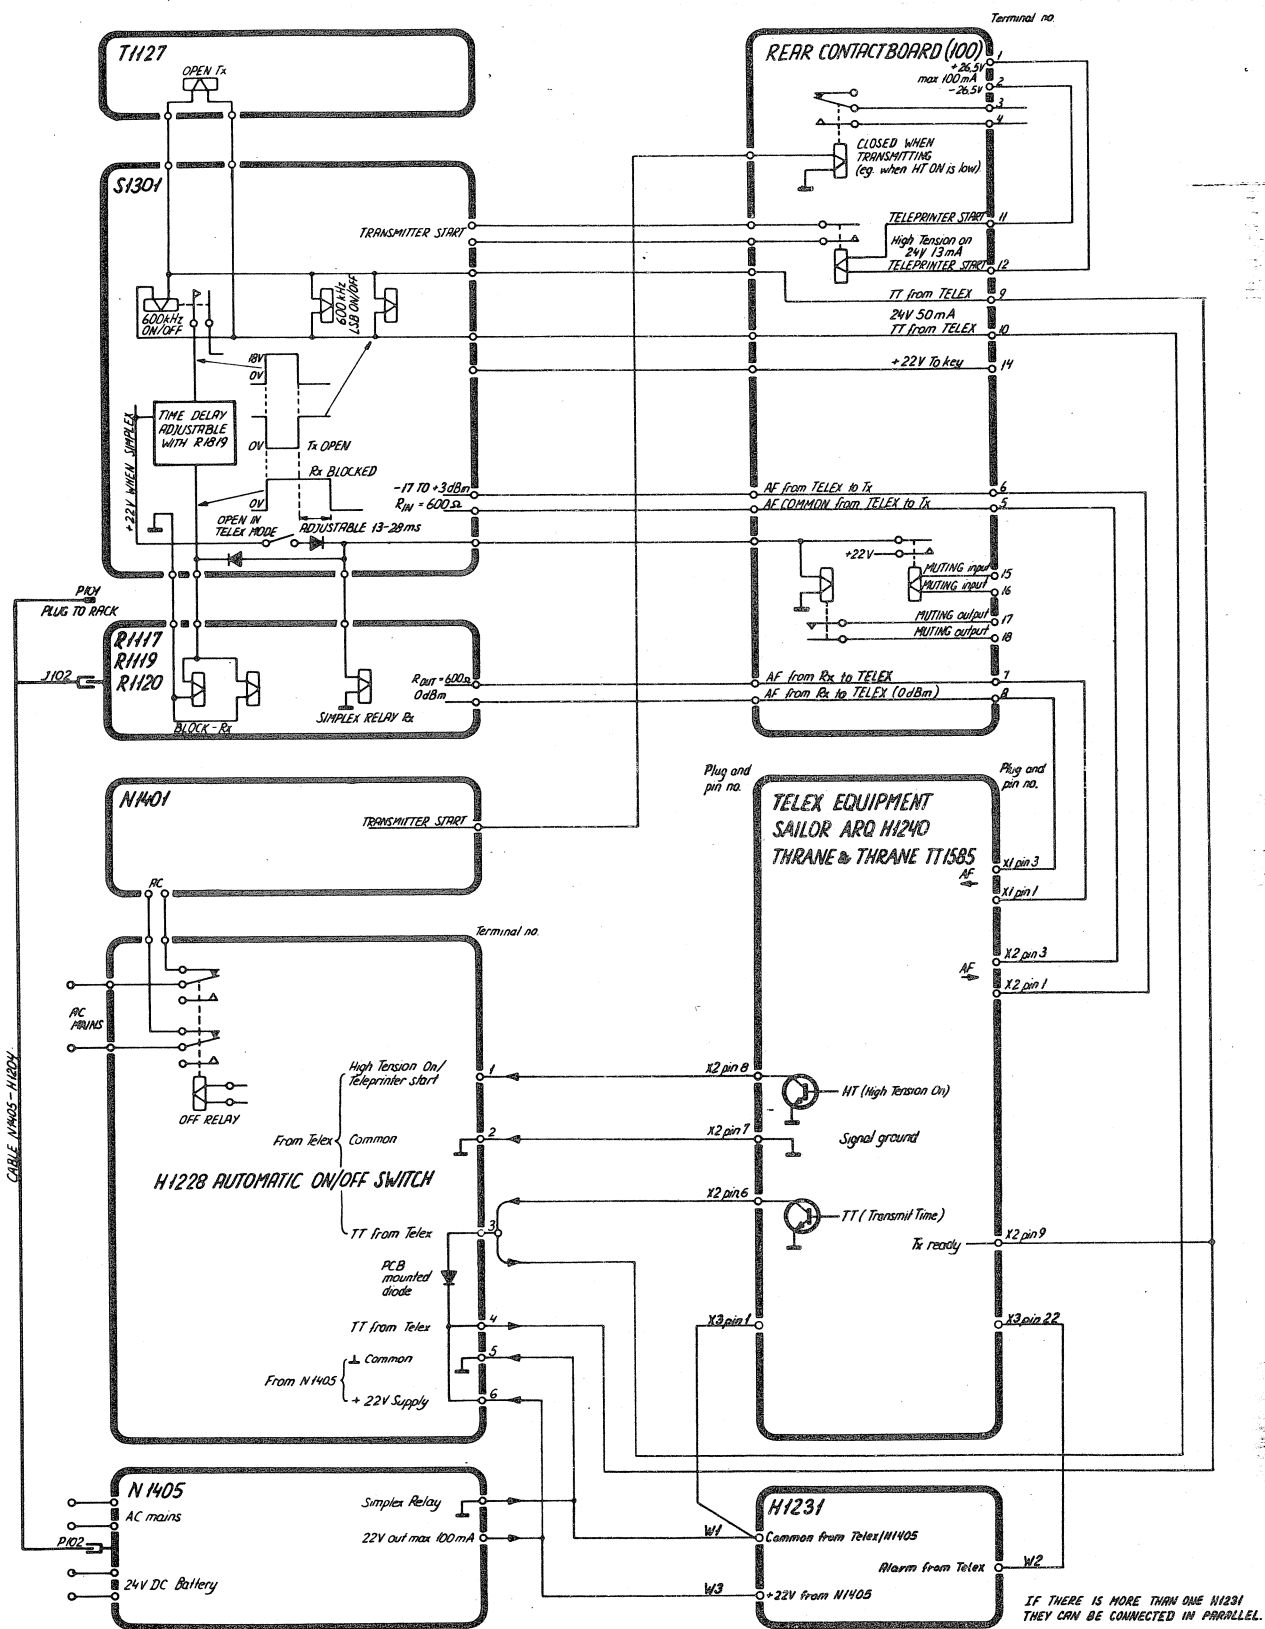 Terminal no.
T1127
OPEN Tx
REAR CONTACTBOARD (100)
1
+26,5V
max 100mA
2
-26,5V
3
4
CLOSED WHEN
TRANSMITTING
(eg. when HT ON is low).
S1301
TRANSMITTER START
TELEPRINTER START
11
High Tension on
24V 13mA
TELEPRINTER START
12
600kHz
ON/OFF
600kHz
LSB ON/OFF
TT from TELEX
9
24V 50mA
TT from TELEX
10
18V
0V
+22V To key
14
+22V WHEN SIMPLEX
TIME DELAY
ADJUSTABLE
WITH R1819
0V
Tx OPEN
Rx BLOCKED
0V
-17 TO +3dBm
RIN = 600Ω
AF from TELEX to Tx
6
AF COMMON from TELEX to Tx
5
OPEN IN
TELEX MODE
ADJUSTABLE 13-28ms
+22V
MUTING input
15
MUTING input
16
MUTING output
17
MUTING output
18
P101
PLUG TO RACK
J102
R1117
R1119
R1120
ROUT = 600Ω
0dBm
BLOCK-Rx
SIMPLEX RELAY Rx
AF from Rx to TELEX
7
AF from Rx to TELEX (0dBm)
8
N1401
TRANSMITTER START
AC
Plug and
pin no.
Plug and
pin no.
TELEX EQUIPMENT
SAILOR ARQ H1240
THRANE & THRANE TT1585
X1 pin 3
AF
X1 pin 1
X2 pin 3
AF
X2 pin 1
Terminal no.
AC
MAINS
OFF RELAY
High Tension On/
Teleprinter start
1
X2 pin 8
HT (High Tension On)
From Telex
Common
2
X2 pin 7
Signal ground
H1228 AUTOMATIC ON/OFF SWITCH
TT from Telex
3
X2 pin 6
TT (Transmit Time)
Tx ready
X2 pin 9
PCB
mounted
diode
TT from Telex
4
X3 pin 1
X3 pin 22
From N1405
⊥ Common
5
+ 22V Supply
6
CABLE N1405-H1204
N1405
AC mains
P102
24V DC Battery
Simplex Relay
22V out max 100mA
H1231
W1
Common from Telex/N1405
Alarm from Telex
W2
W3
+22V from N1405
IF THERE IS MORE THAN ONE H1231
THEY CAN BE CONNECTED IN PARALLEL.